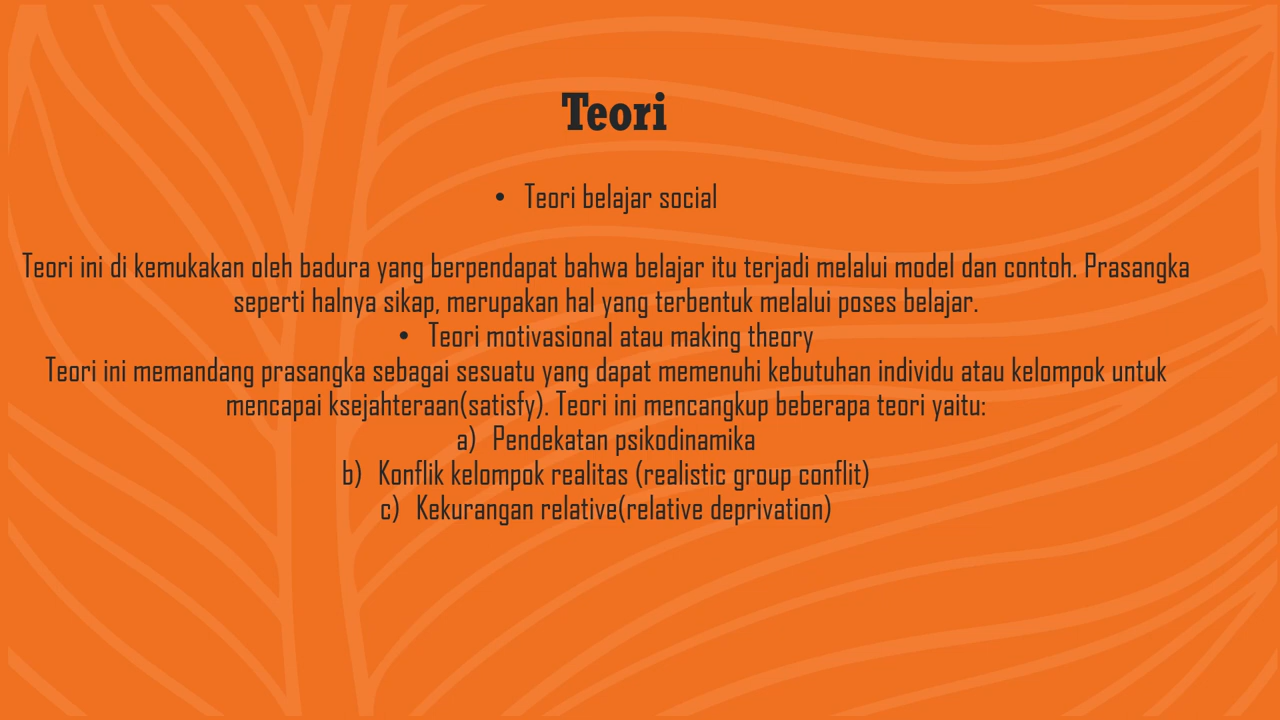 Teori
• Teori belajar social
Teori ini di kemukakan oleh badura yang berpendapat bahwa belajar itu terjadi melalui model dan contoh. Prasangka
seperti halnya sikap, merupakan hal yang terbentuk melalui poses belajar.
• Teori motivasional atau making theory
Teori ini memandang prasangka sebagai sesuatu yang dapat memenuhi kebutuhan individu atau kelompok untuk
mencapai ksejahteraan(satisfy). Teori ini mencangkup beberapa teori yaitu:
a) Pendekatan psikodinamika
b) Konflik kelompok realitas (realistic group conflit)
c) Kekurangan relative(relative deprivation)